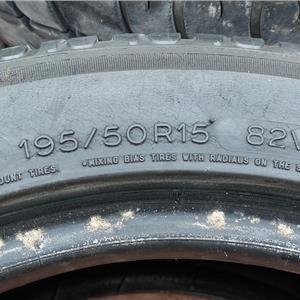 195/50R15 82V
*MIXING BIAS TIRES WITH RADIALS ON THE S
OUNT TIRES.